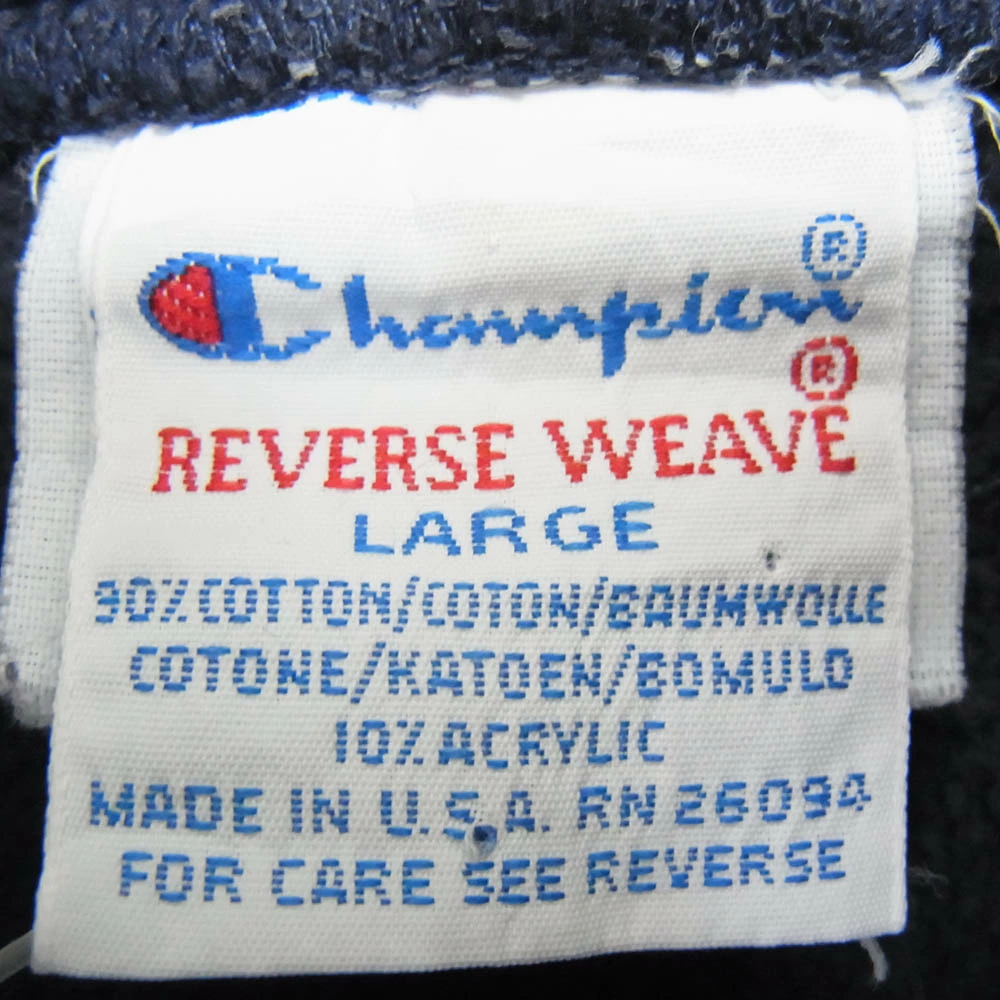 Champion®
REVERSE WEAVE®
LARGE
90% COTTON/COTON/BAUMWOLLE
COTONE/KATOEN/BOMULD
10% ACRYLIC
MADE IN U.S.A. RN 26094
FOR CARE SEE REVERSE